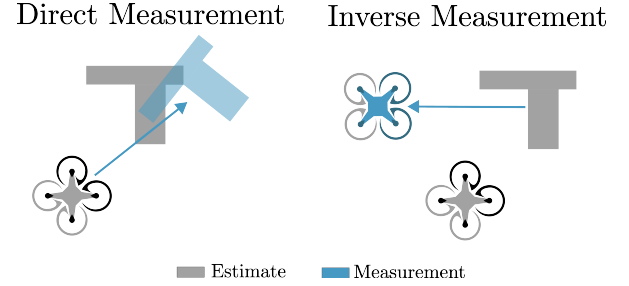 Direct Measurement
Inverse Measurement
Estimate
Measurement